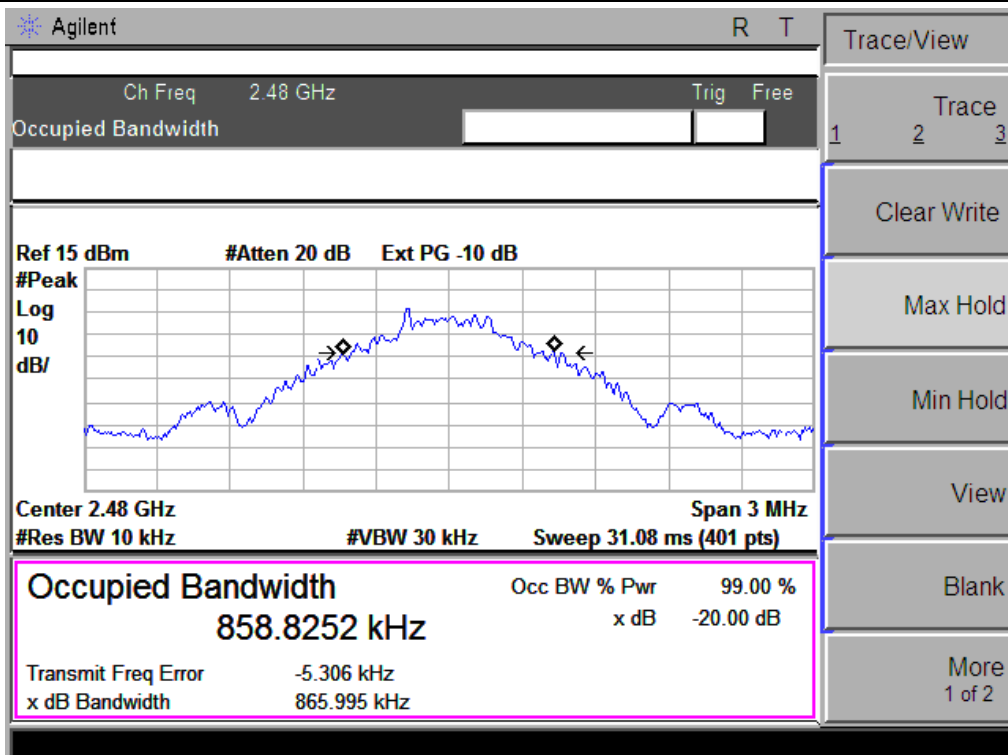 Agilent R T
Ch Freq 2.48 GHz Trig Free
Occupied Bandwidth
Ref 15 dBm #Atten 20 dB Ext PG -10 dB
#Peak
Log
10
dB/
Center 2.48 GHz Span 3 MHz
#Res BW 10 kHz #VBW 30 kHz Sweep 31.08 ms (401 pts)
Occupied Bandwidth Occ BW % Pwr 99.00 %
858.8252 kHz x dB -20.00 dB
Transmit Freq Error -5.306 kHz
x dB Bandwidth 865.995 kHz
Trace/View
Trace
1 2 3
Clear Write
Max Hold
Min Hold
View
Blank
More
1 of 2